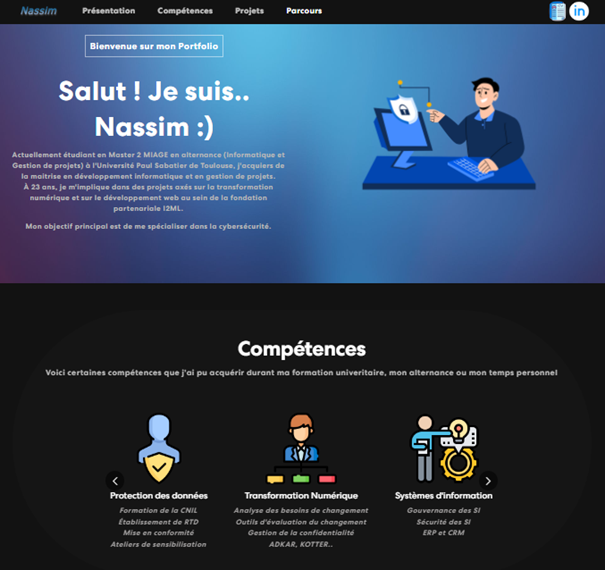 Nassim
Présentation
Compétences
Projets
Parcours
in
Bienvenue sur mon Portfolio
Salut ! Je suis..
Nassim :)
Actuellement étudiant en Master 2 MIAGE en alternance (Informatique et
Gestion de projets) à l'Université Paul Sabatier de Toulouse, j'acquiers de
la maitrise en développement informatique et en gestion de projets.
À 23 ans, je m'implique dans des projets axés sur la transformation
numérique et sur le développement web au sein de la fondation
partenariale I2ML.
Mon objectif principal est de me spécialiser dans la cybersécurité.
Compétences
Voici certaines compétences que j'ai pu acquérir durant ma formation univeritaire, mon alternance ou mon temps personnel
Protection des données
Formation de la CNIL
Établissement de RTD
Mise en conformité
Ateliers de sensibilisation
Transformation Numérique
Analyse des besoins de changement
Outils d'évaluation du changement
Gestion de la confidentialité
ADKAR, KOTTER..
Systèmes d'information
Gouvernance des SI
Sécurité des SI
ERP et CRM